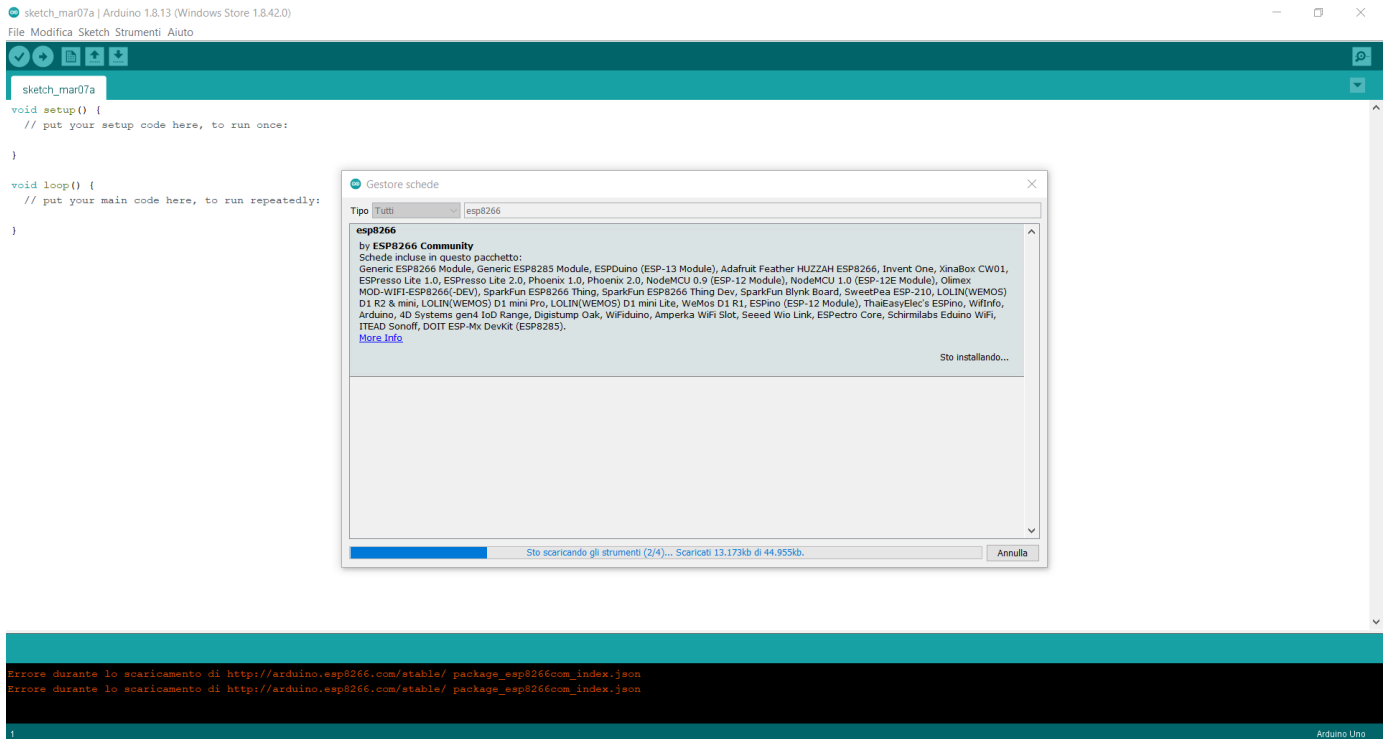 sketch_mar07a | Arduino 1.8.13 (Windows Store 1.8.42.0)
File Modifica Sketch Strumenti Aiuto
sketch_mar07a
void setup() {
// put your setup code here, to run once:
}
void loop() {
// put your main code here, to run repeatedly:
}
Gestore schede
Tipo Tutti esp8266
esp8266
by ESP8266 Community
Schede incluse in questo pacchetto:
Generic ESP8266 Module, Generic ESP8285 Module, ESPDuino (ESP-13 Module), Adafruit Feather HUZZAH ESP8266, Invent One, XinaBox CW01,
ESPresso Lite 1.0, ESPresso Lite 2.0, Phoenix 1.0, Phoenix 2.0, NodeMCU 0.9 (ESP-12 Module), NodeMCU 1.0 (ESP-12E Module), Olimex
MOD-WIFI-ESP8266(-DEV), SparkFun ESP8266 Thing, SparkFun ESP8266 Thing Dev, SparkFun Blynk Board, SweetPea ESP-210, LOLIN(WEMOS)
D1 R2 & mini, LOLIN(WEMOS) D1 mini Pro, LOLIN(WEMOS) D1 mini Lite, WeMos D1 R1, ESPino (ESP-12 Module), ThaiEasyElec's ESPino, WifInfo,
Arduino, 4D Systems gen4 IoD Range, Digistump Oak, WiFiduino, Amperka WiFi Slot, Seeed Wio Link, ESPectro Core, Schirmilabs Eduino WiFi,
ITEAD Sonoff, DOIT ESP-Mx DevKit (ESP8285).
More Info
Sto installando...
Sto scaricando gli strumenti (2/4)... Scaricati 13.173kb di 44.955kb.
Annulla
Errore durante lo scaricamento di http://arduino.esp8266.com/stable/ package_esp8266com_index.json
Errore durante lo scaricamento di http://arduino.esp8266.com/stable/ package_esp8266com_index.json
1
Arduino Uno